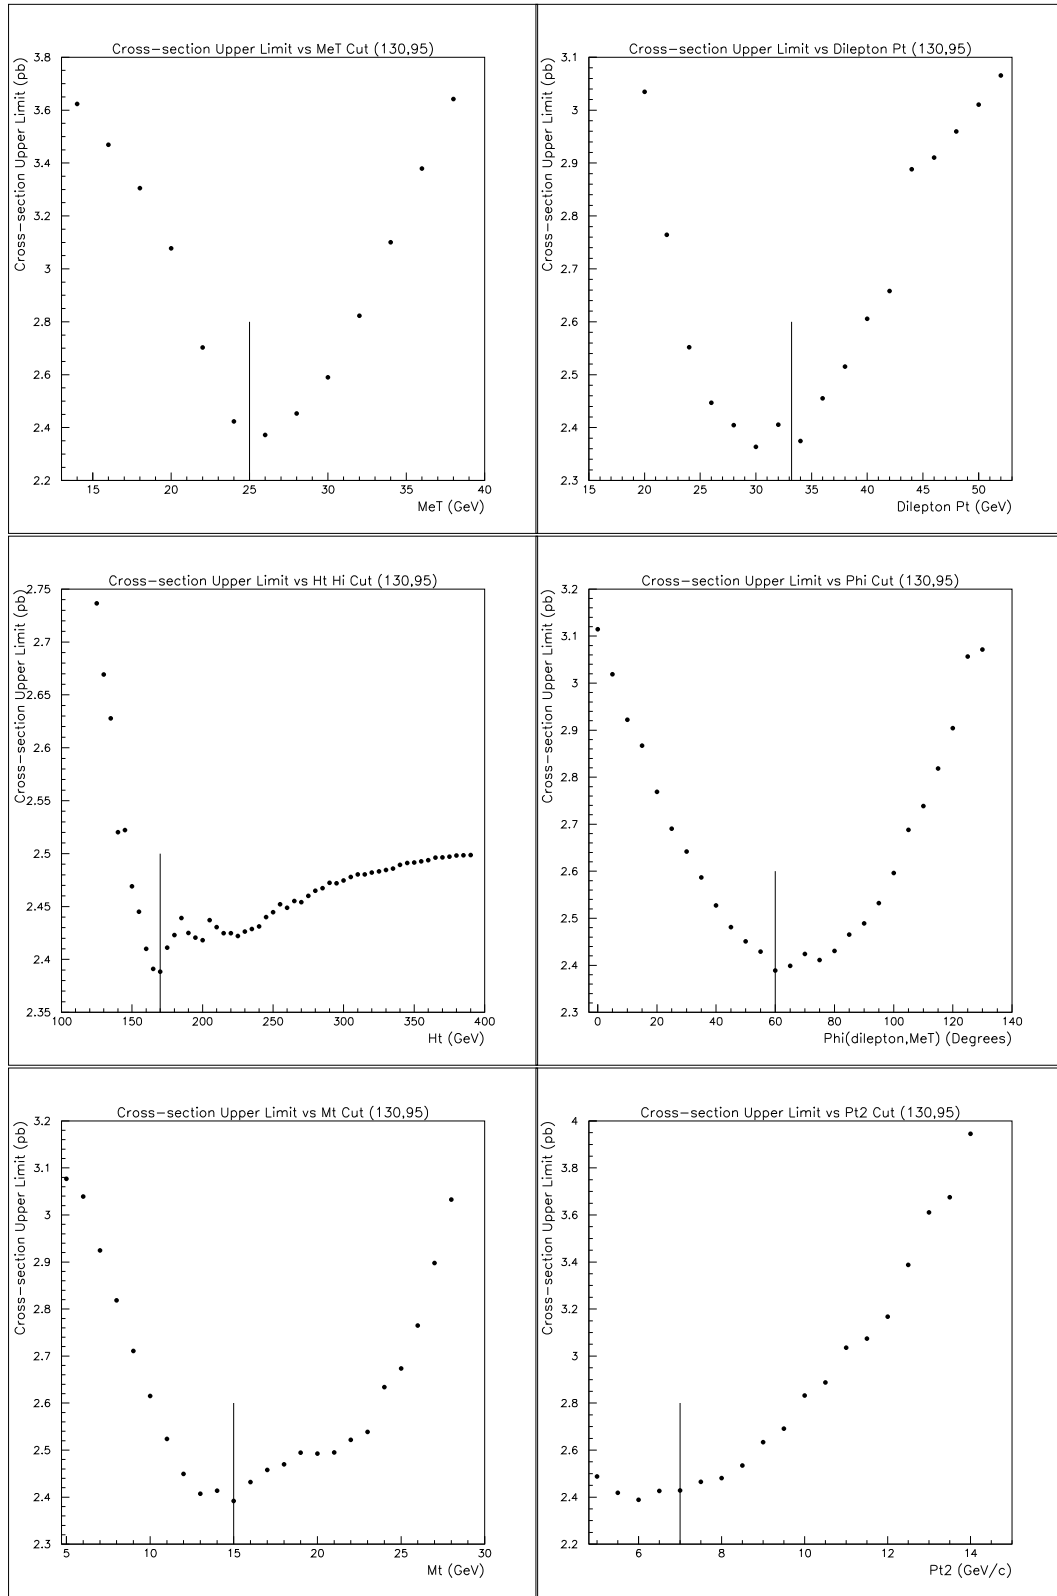 Cross-section Upper Limit vs MeT Cut (130,95)
Cross-section Upper Limit (pb)
3.8
3.6
3.4
3.2
3
2.8
2.6
2.4
2.2
15 20 25 30 35 40
MeT (GeV)
Cross-section Upper Limit vs Dilepton Pt (130,95)
Cross-section Upper Limit (pb)
3.1
3
2.9
2.8
2.7
2.6
2.5
2.4
2.3
15 20 25 30 35 40 45 50
Dilepton Pt (GeV)
Cross-section Upper Limit vs Ht Hi Cut (130,95)
Cross-section Upper Limit (pb)
2.75
2.7
2.65
2.6
2.55
2.5
2.45
2.4
2.35
100 150 200 250 300 350 400
Ht (GeV)
Cross-section Upper Limit vs Phi Cut (130,95)
Cross-section Upper Limit (pb)
3.2
3.1
3
2.9
2.8
2.7
2.6
2.5
2.4
2.3
0 20 40 60 80 100 120 140
Phi(dilepton,MeT) (Degrees)
Cross-section Upper Limit vs Mt Cut (130,95)
Cross-section Upper Limit (pb)
3.2
3.1
3
2.9
2.8
2.7
2.6
2.5
2.4
2.3
5 10 15 20 25 30
Mt (GeV)
Cross-section Upper Limit vs Pt2 Cut (130,95)
Cross-section Upper Limit (pb)
4
3.8
3.6
3.4
3.2
3
2.8
2.6
2.4
2.2
6 8 10 12 14
Pt2 (GeV/c)